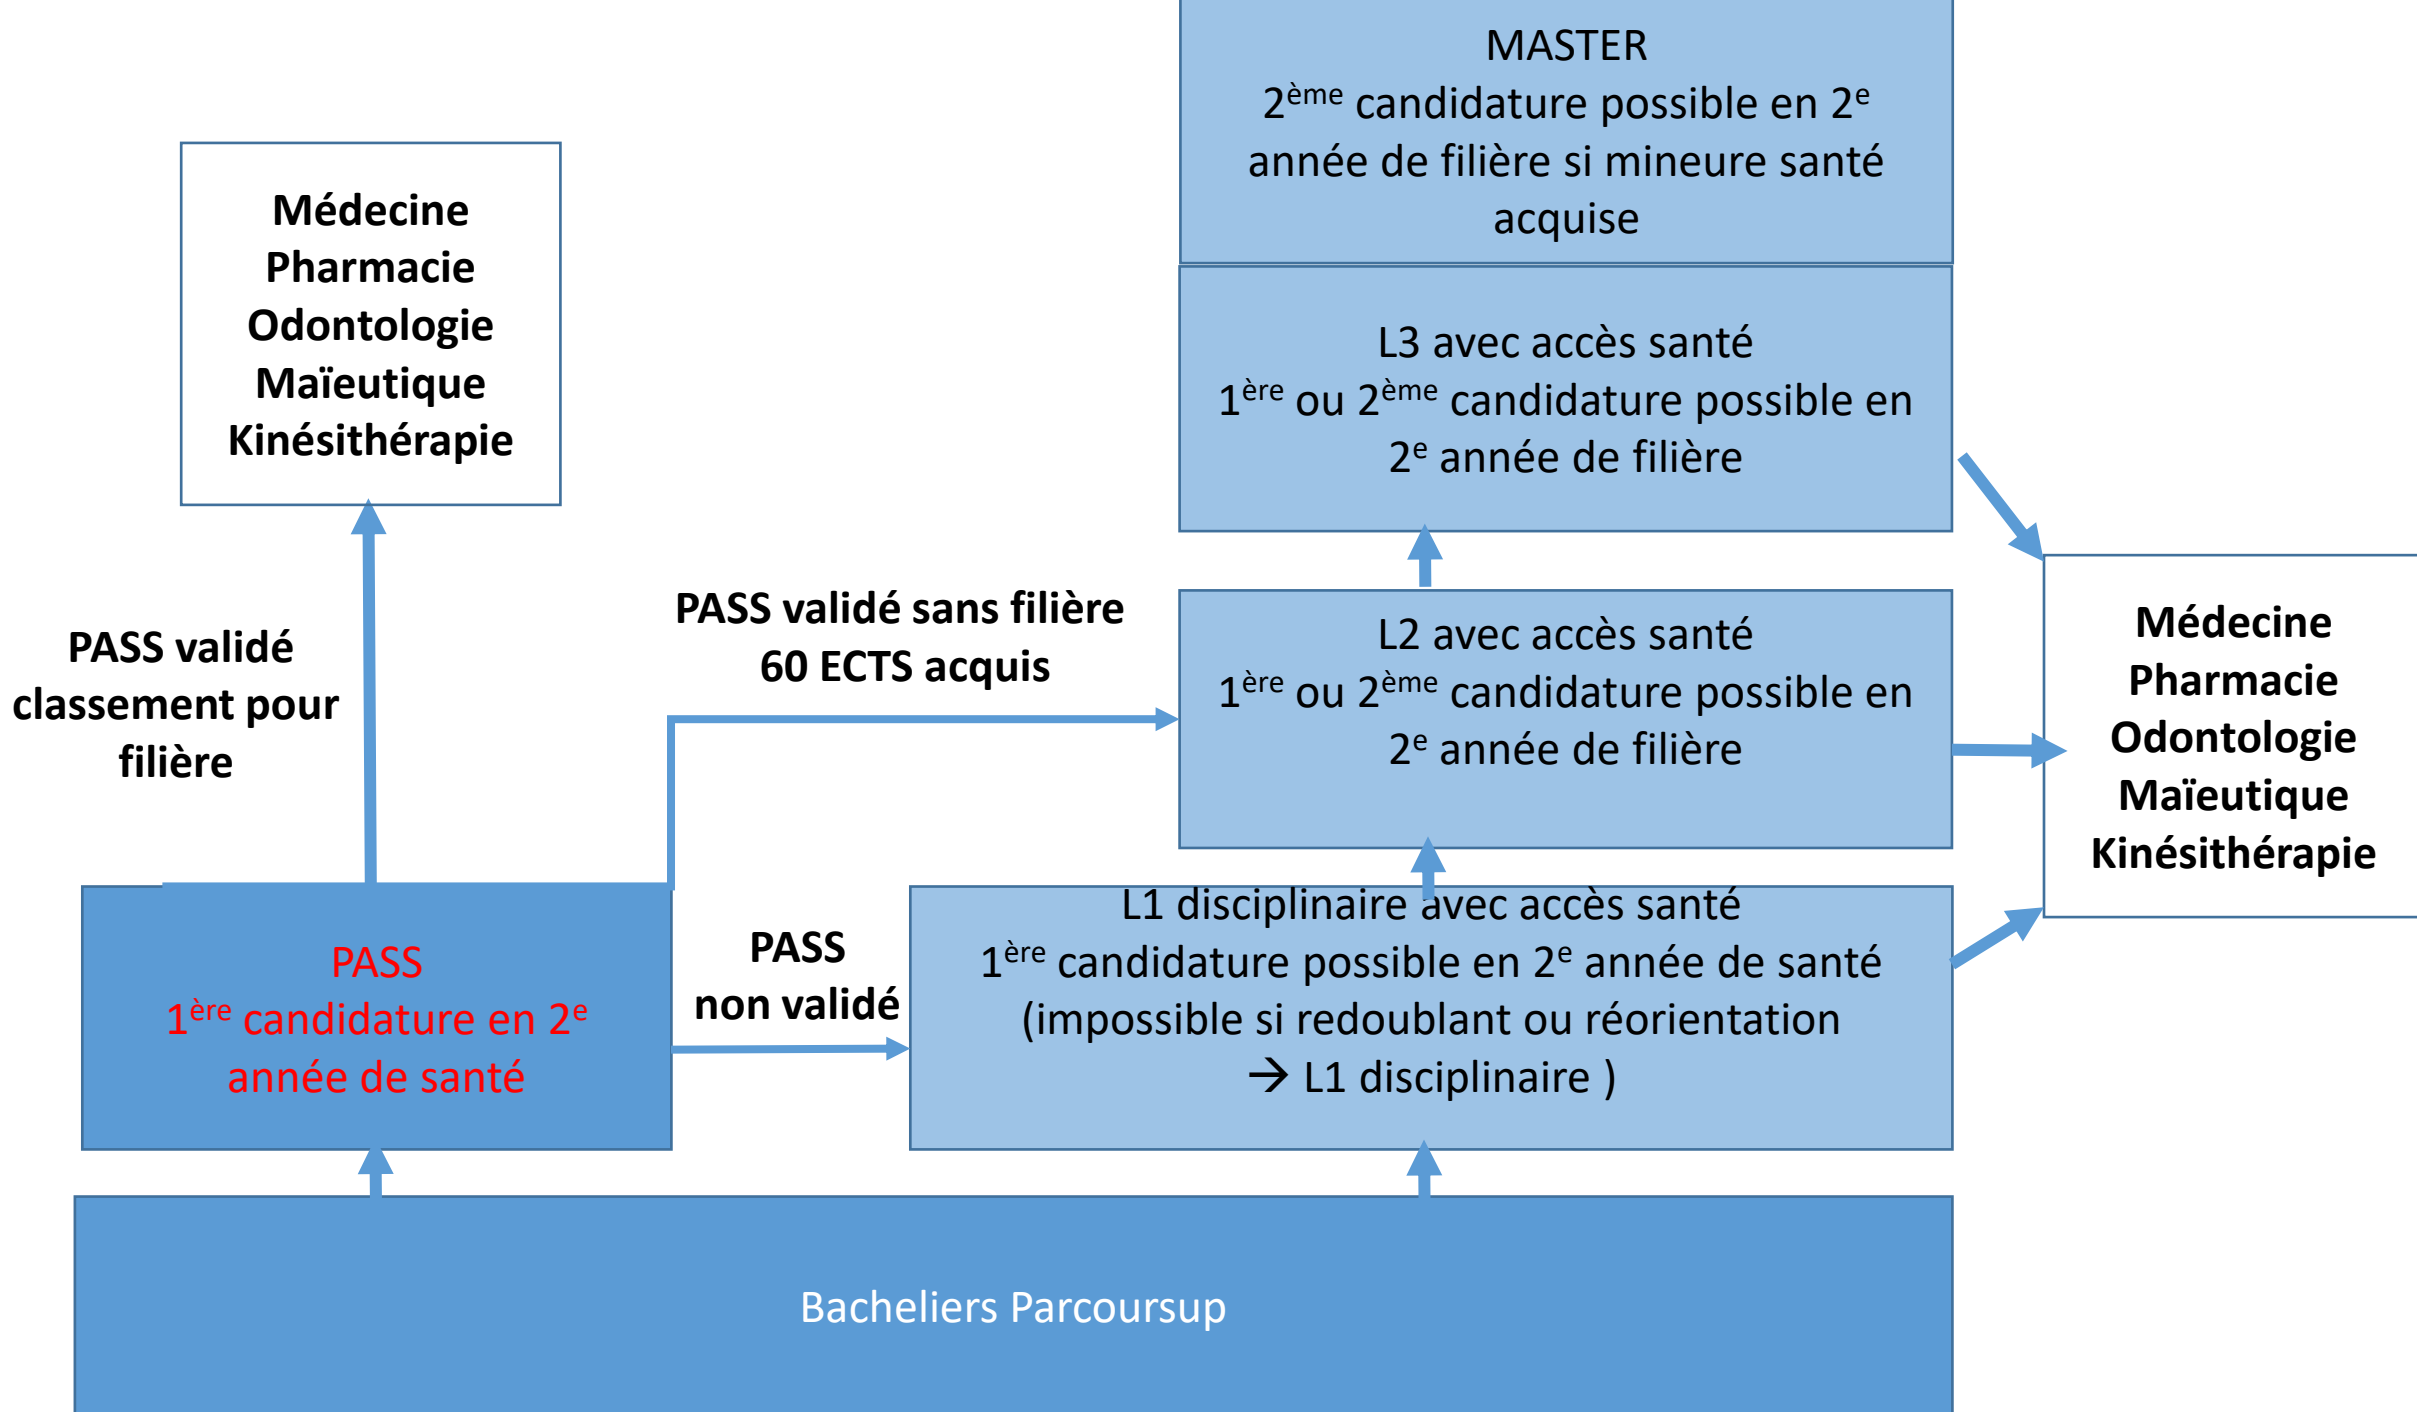 MASTER
2ème candidature possible en 2e
année de filière si mineure santé
acquise
Médecine
Pharmacie
Odontologie
Maïeutique
Kinésithérapie
L3 avec accès santé
1ère ou 2ème candidature possible en
2e année de filière
PASS validé
classement pour
filière
PASS validé sans filière
60 ECTS acquis
L2 avec accès santé
1ère ou 2ème candidature possible en
2e année de filière
Médecine
Pharmacie
Odontologie
Maïeutique
Kinésithérapie
PASS
1ère candidature en 2e
année de santé
PASS
non validé
L1 disciplinaire avec accès santé
1ère candidature possible en 2e année de santé
(impossible si redoublant ou réorientation
→ L1 disciplinaire )
Bacheliers Parcoursup